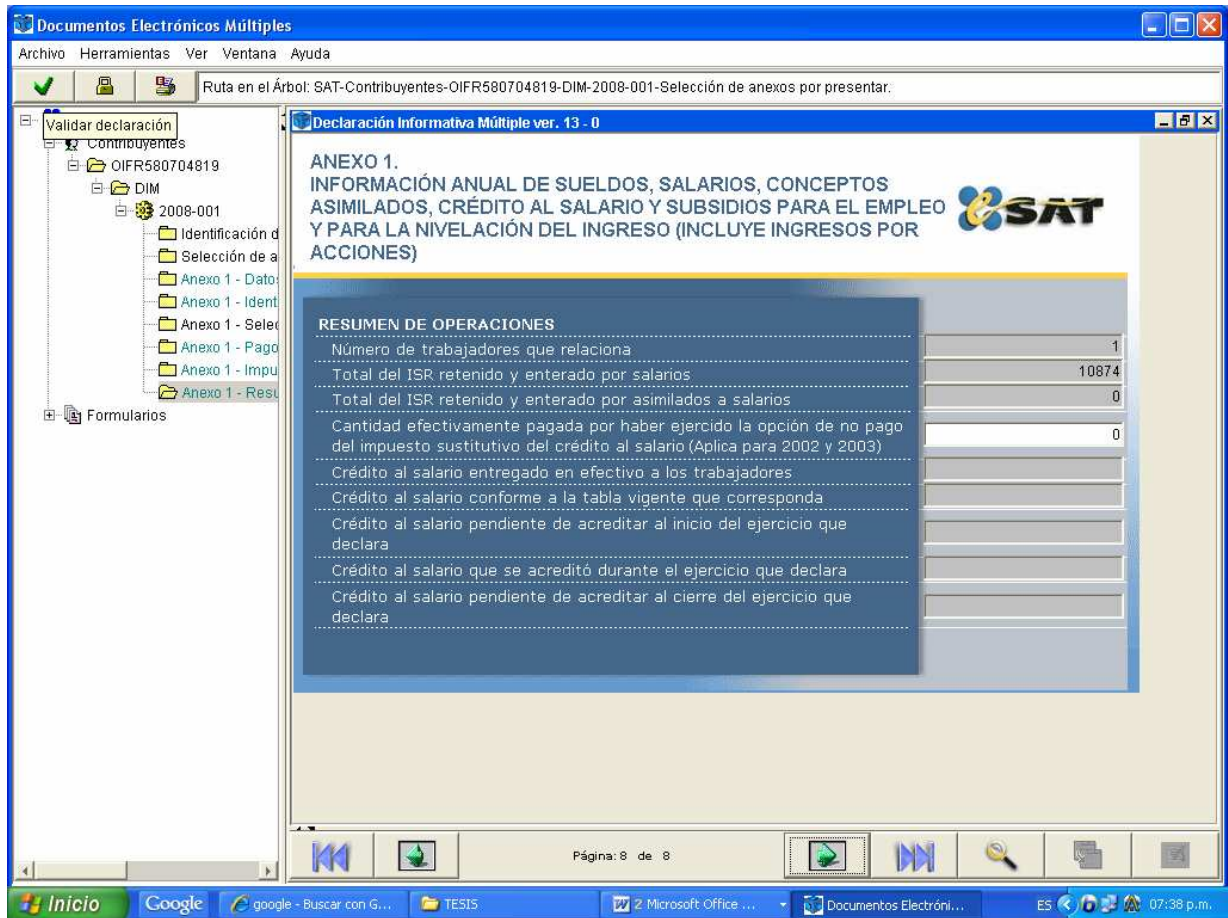 Documentos Electrónicos Múltiples
Archivo Herramientas Ver Ventana Ayuda
Ruta en el Árbol: SAT-Contribuyentes-OIFR580704819-DIM-2008-001-Selección de anexos por presentar.
Validar declaración
Contribuyentes
OIFR580704819
DIM
2008-001
Identificación d
Selección de a
Anexo 1 - Datos
Anexo 1 - Ident
Anexo 1 - Selec
Anexo 1 - Pago
Anexo 1 - Impu
Anexo 1 - Resu
Formularios
Declaración Informativa Múltiple ver. 13 - 0
ANEXO 1.
INFORMACIÓN ANUAL DE SUELDOS, SALARIOS, CONCEPTOS
ASIMILADOS, CRÉDITO AL SALARIO Y SUBSIDIOS PARA EL EMPLEO
Y PARA LA NIVELACIÓN DEL INGRESO (INCLUYE INGRESOS POR
ACCIONES)
SAT
RESUMEN DE OPERACIONES
Número de trabajadores que relaciona 1
Total del ISR retenido y enterado por salarios 10874
Total del ISR retenido y enterado por asimilados a salarios 0
Cantidad efectivamente pagada por haber ejercido la opción de no pago
del impuesto sustitutivo del crédito al salario (Aplica para 2002 y 2003) 0
Crédito al salario entregado en efectivo a los trabajadores
Crédito al salario conforme a la tabla vigente que corresponda
Crédito al salario pendiente de acreditar al inicio del ejercicio que
declara
Crédito al salario que se acreditó durante el ejercicio que declara
Crédito al salario pendiente de acreditar al cierre del ejercicio que
declara
Página: 8 de 8
Inicio Google google - Buscar con G... TESIS 2 Microsoft Office ... Documentos Electróni... ES 07:38 p.m.